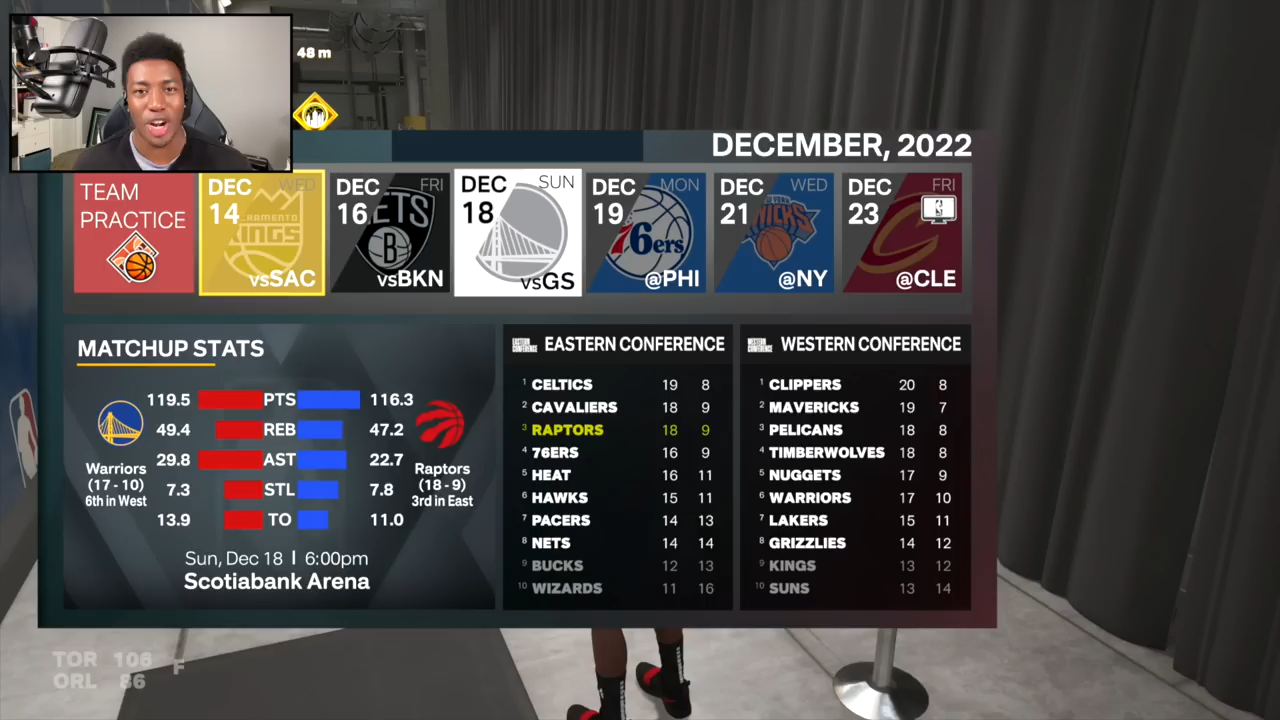 48 m
DECEMBER, 2022
TEAM
PRACTICE
DEC WED
14
SACRAMENTO
KINGS
vsSAC
DEC FRI
16
NETS
B
vsBKN
DEC SUN
18
vsGS
DEC MON
19
76ers
@PHI
DEC WED
21
KNICKS
@NY
DEC FRI
23
@CLE
MATCHUP STATS
119.5 PTS 116.3
49.4 REB 47.2
29.8 AST 22.7
7.3 STL 7.8
13.9 TO 11.0
Warriors
(17 - 10)
6th in West
Raptors
(18 - 9)
3rd in East
Sun, Dec 18 | 6:00pm
Scotiabank Arena
EASTERN CONFERENCE
1 CELTICS 19 8
2 CAVALIERS 18 9
3 RAPTORS 18 9
4 76ERS 16 9
5 HEAT 16 11
6 HAWKS 15 11
7 PACERS 14 13
8 NETS 14 14
9 BUCKS 12 13
10 WIZARDS 11 16
WESTERN CONFERENCE
1 CLIPPERS 20 8
2 MAVERICKS 19 7
3 PELICANS 18 8
4 TIMBERWOLVES 18 8
5 NUGGETS 17 9
6 WARRIORS 17 10
7 LAKERS 15 11
8 GRIZZLIES 14 12
9 KINGS 13 12
10 SUNS 13 14
TOR 106 F
ORL 86